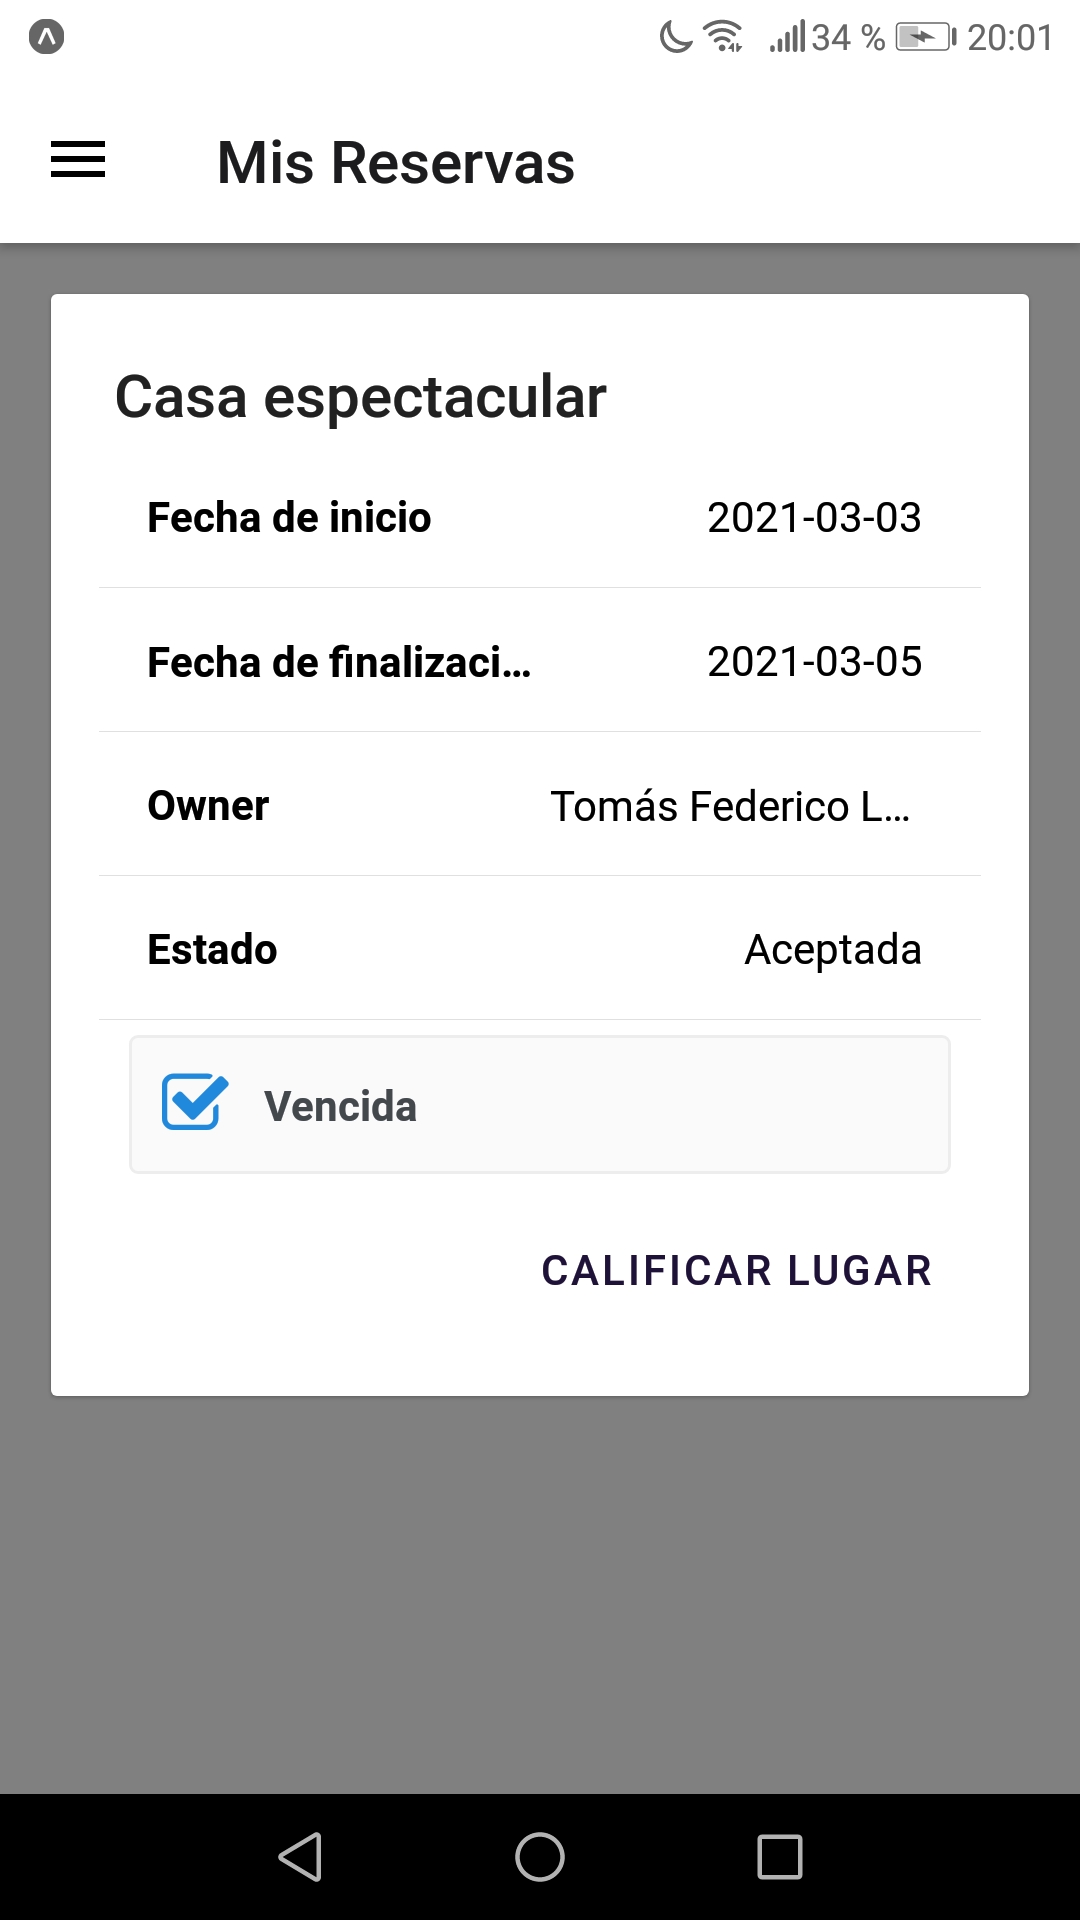 34 % 20:01
Mis Reservas
Casa espectacular
Fecha de inicio 2021-03-03
Fecha de finalizaci... 2021-03-05
Owner Tomás Federico L...
Estado Aceptada
Vencida
CALIFICAR LUGAR